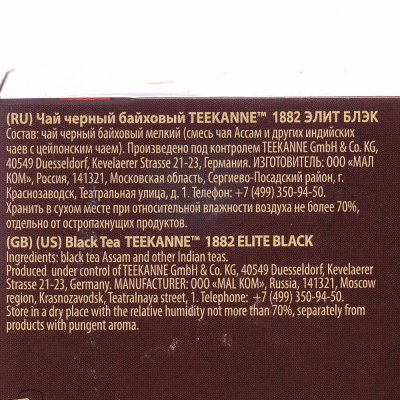 (RU) Чай черный байховый TEEKANNE™ 1882 ЭЛИТ БЛЭК
Состав: чай черный байховый мелкий (смесь чая Ассам и других индийских
чаев с цейлонским чаем). Произведено под контролем TEEKANNE GmbH & Co. KG,
40549 Duesseldorf, Kevelaerer Strasse 21-23, Германия. ИЗГОТОВИТЕЛЬ: ООО «МАЛ
КОМ», Россия, 141321, Московская область, Сергиево-Посадский район, г.
Краснозаводск, Театральная улица, д. 1. Телефон: +7 (499) 350-94-50.
Хранить в сухом месте при относительной влажности воздуха не более 70%,
отдельно от остропахнущих продуктов.
(GB) (US) Black Tea TEEKANNE™ 1882 ELITE BLACK
Ingredients: black tea Assam and other Indian teas.
Produced under control of TEEKANNE GmbH & Co. KG, 40549 Duesseldorf, Kevelaerer
Strasse 21-23, Germany. MANUFACTURER: OOO «MAL KOM», Russia, 141321, Moscow
region, Krasnozavodsk, Teatralnaya street, 1. Telephone: +7 (499) 350-94-50.
Store in a dry place with the relative humidity not more than 70%, separately from
products with pungent aroma.